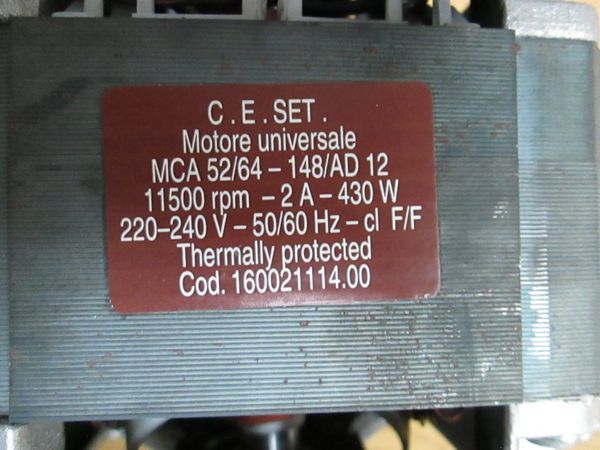 C . E . SET .
Motore universale
MCA 52/64 – 148/AD 12
11500 rpm – 2 A – 430 W
220–240 V – 50/60 Hz – cl F/F
Thermally protected
Cod. 160021114.00